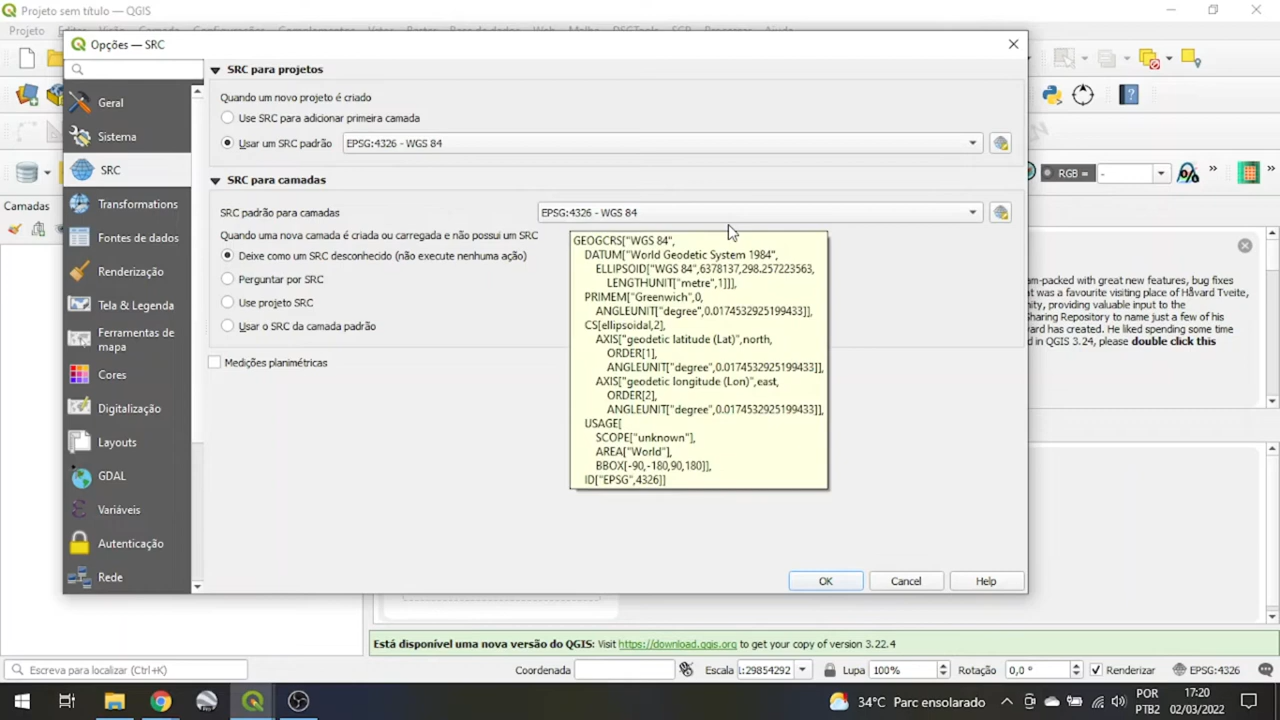 Projeto sem título — QGIS
Projeto
Opções — SRC
Geral
Sistema
SRC
Transformations
Fontes de dados
Renderização
Tela & Legenda
Ferramentas de
mapa
Cores
Digitalização
Layouts
GDAL
Variáveis
Autenticação
Rede
SRC para projetos
Quando um novo projeto é criado
Use SRC para adicionar primeira camada
Usar um SRC padrão
EPSG:4326 - WGS 84
SRC para camadas
SRC padrão para camadas
EPSG:4326 - WGS 84
Quando uma nova camada é criada ou carregada e não possui um SRC
Deixe como um SRC desconhecido (não execute nenhuma ação)
Perguntar por SRC
Use projeto SRC
Usar o SRC da camada padrão
Medições planimétricas
GEOGCRS["WGS 84",
DATUM["World Geodetic System 1984",
ELLIPSOID["WGS 84",6378137,298.257223563,
LENGTHUNIT["metre",1]]],
PRIMEM["Greenwich",0,
ANGLEUNIT["degree",0.0174532925199433]],
CS[ellipsoidal,2],
AXIS["geodetic latitude (Lat)",north,
ORDER[1],
ANGLEUNIT["degree",0.0174532925199433]],
AXIS["geodetic longitude (Lon)",east,
ORDER[2],
ANGLEUNIT["degree",0.0174532925199433]],
USAGE[
SCOPE["unknown"],
AREA["World"],
BBOX[-90,-180,90,180]],
ID["EPSG",4326]]
OK
Cancel
Help
Camadas
RGB =
-
am-packed with great new features, bug fixes
at was a favourite visiting place of Håvard Tveite,
nity, providing valuable input to the
Sharing Repository to name just a few of his
vard has created. He liked spending some time
d in QGIS 3.24, please double click this
Está disponível uma nova versão do QGIS: Visit https://download.qgis.org to get your copy of version 3.22.4
Escreva para localizar (Ctrl+K)
Coordenada
Escala
1:29854292
Lupa
100%
Rotação
0,0 °
Renderizar
EPSG:4326
34°C Parc ensolarado
POR
PTB2
17:20
02/03/2022